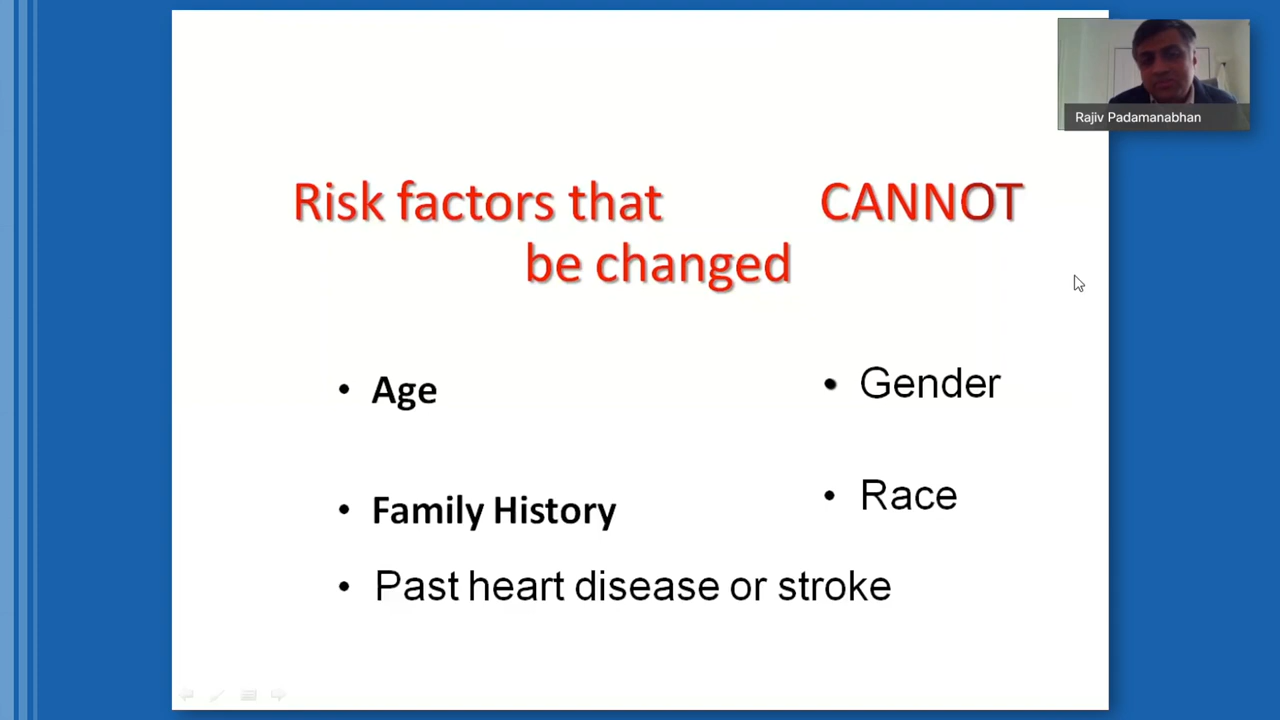 Rajiv Padamanabhan
Risk factors that CANNOT
be changed
• Age
• Gender
• Family History
• Race
• Past heart disease or stroke